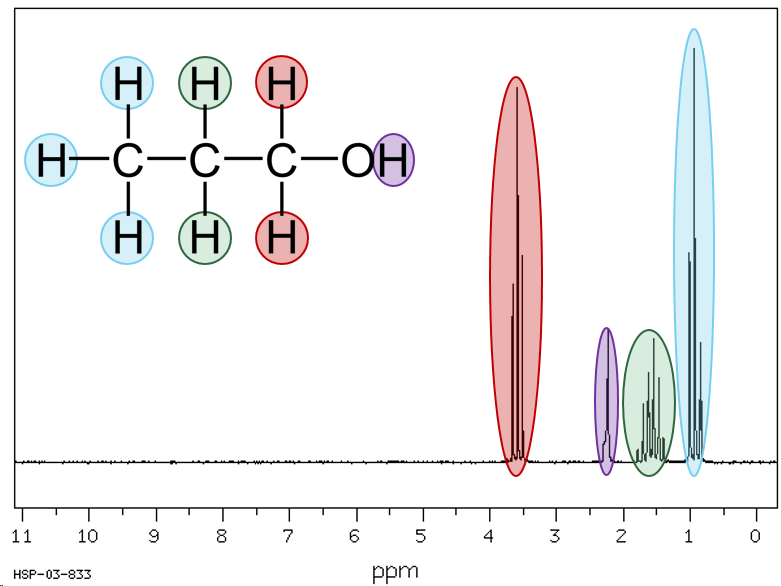 H H H
H C C C OH
H H H
11 10 9 8 7 6 5 4 3 2 1 0
HSP-03-833
ppm